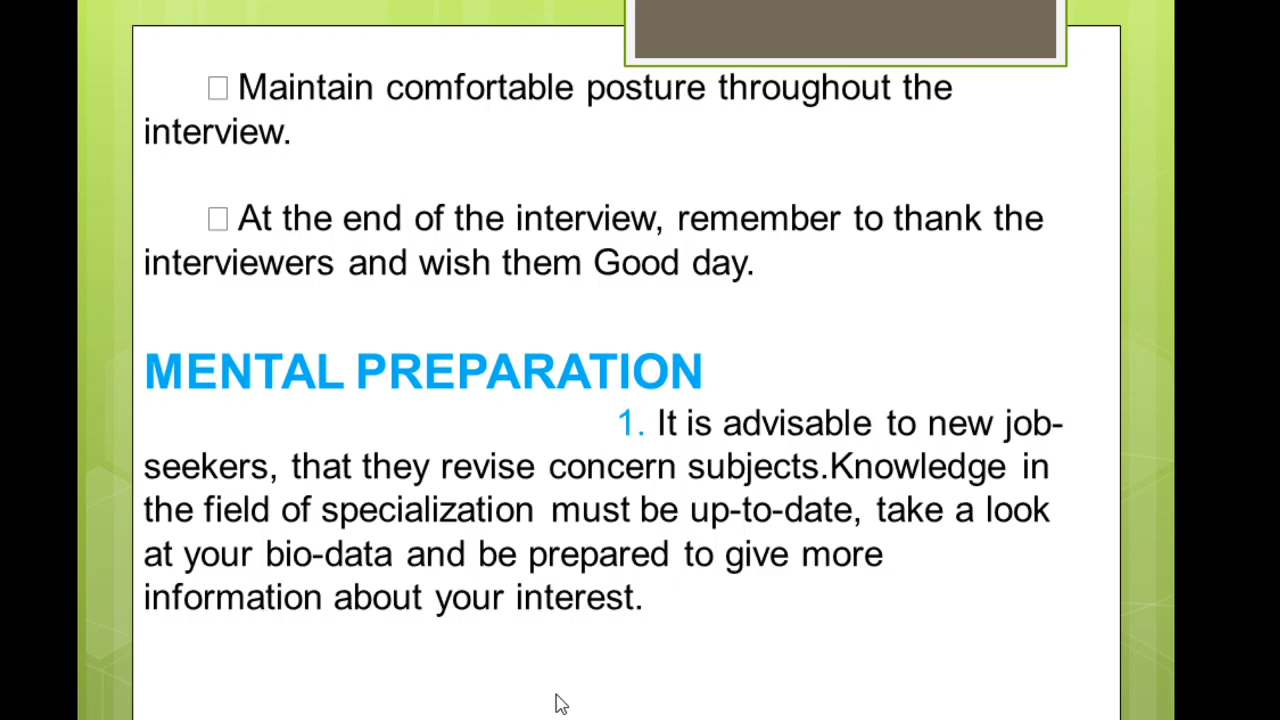 □ Maintain comfortable posture throughout the
interview.
□ At the end of the interview, remember to thank the
interviewers and wish them Good day.
MENTAL PREPARATION
1. It is advisable to new job-
seekers, that they revise concern subjects.Knowledge in
the field of specialization must be up-to-date, take a look
at your bio-data and be prepared to give more
information about your interest.